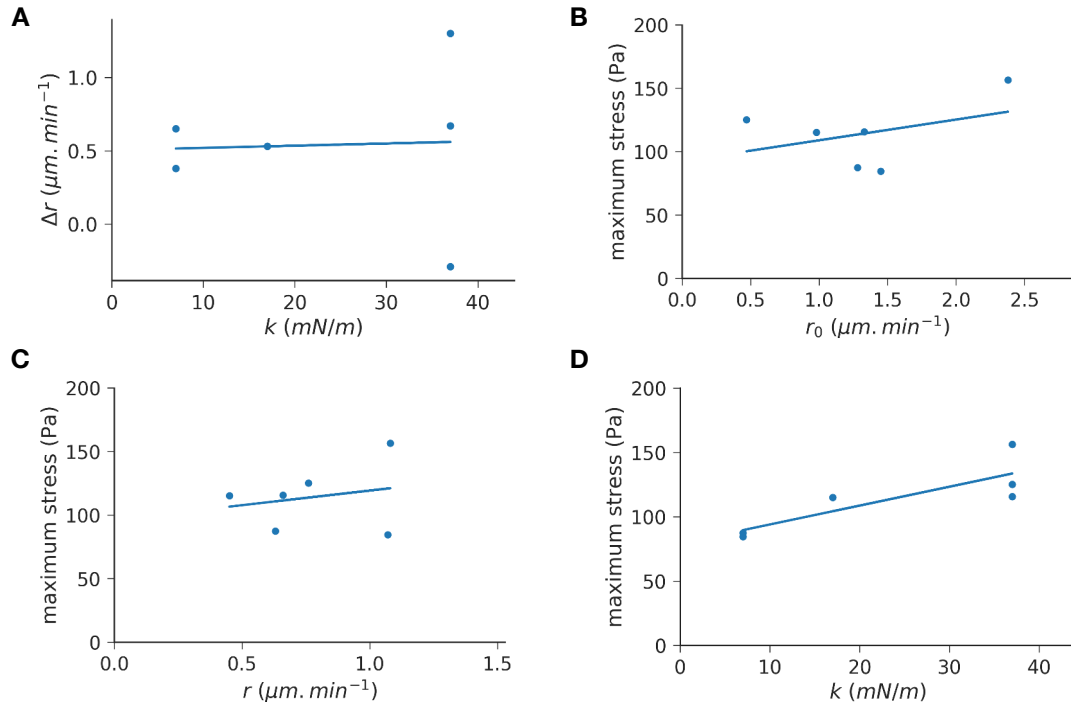 A
Δr (μm. min⁻¹)
1.0
0.5
0.0
0 10 20 30 40
k (mN/m)
B
maximum stress (Pa)
200
150
100
50
0
0.0 0.5 1.0 1.5 2.0 2.5
r₀ (μm. min⁻¹)
C
maximum stress (Pa)
200
150
100
50
0
0.0 0.5 1.0 1.5
r (μm. min⁻¹)
D
maximum stress (Pa)
200
150
100
50
0
0 10 20 30 40
k (mN/m)